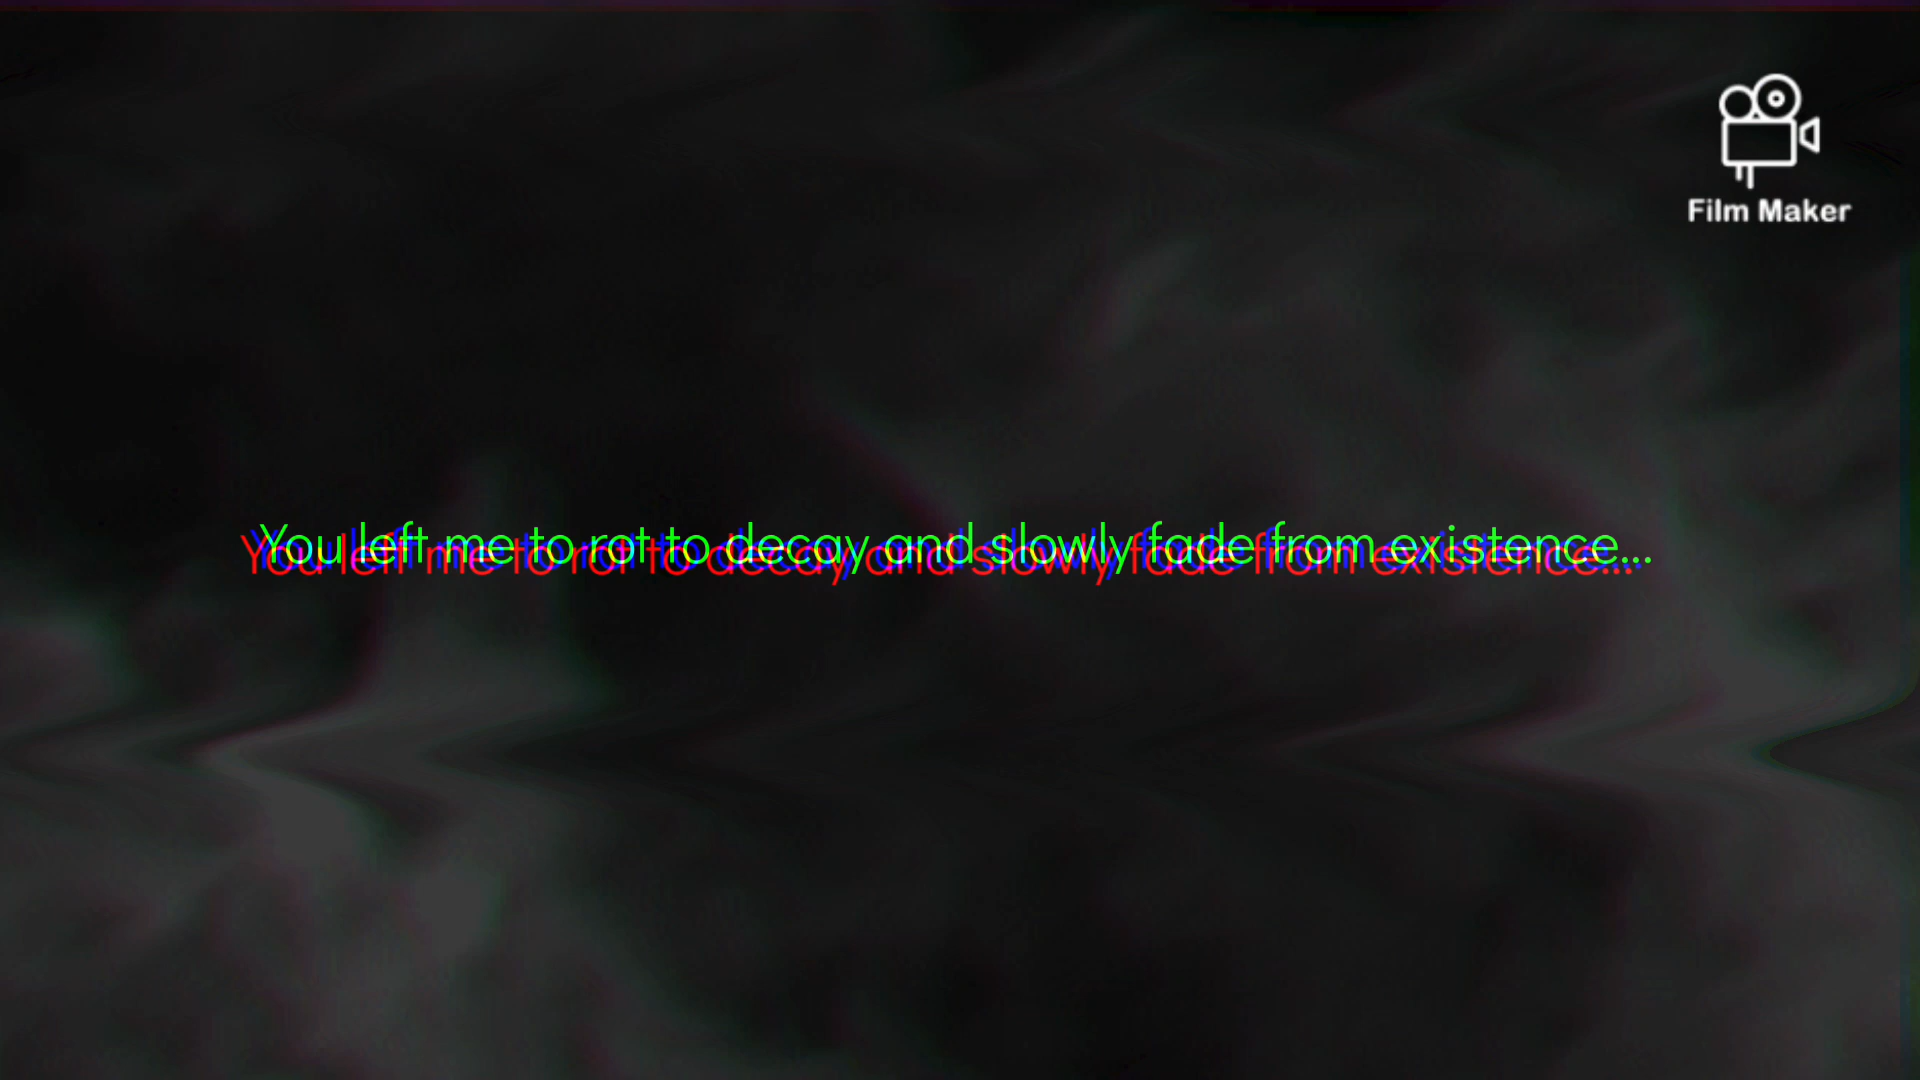 Film Maker
You left me to rot to decay and slowly fade from existence...